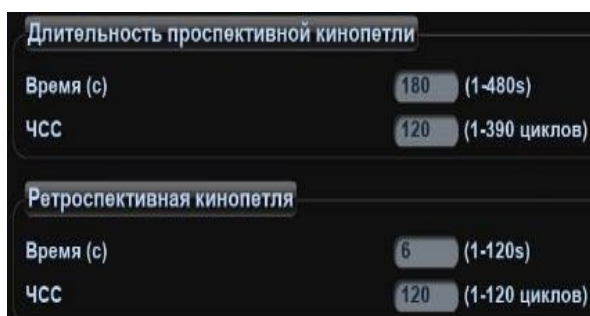 Длительность проспективной кинопетли
Время (с) 180 (1-480s)
ЧСС 120 (1-390 циклов)
Ретроспективная кинопетля
Время (с) 6 (1-120s)
ЧСС 120 (1-120 циклов)